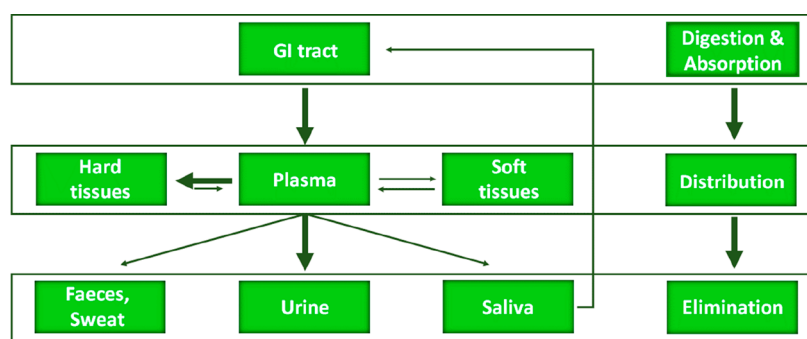 GI tract
Digestion &
Absorption
Hard
tissues
Plasma
Soft
tissues
Distribution
Faeces,
Sweat
Urine
Saliva
Elimination